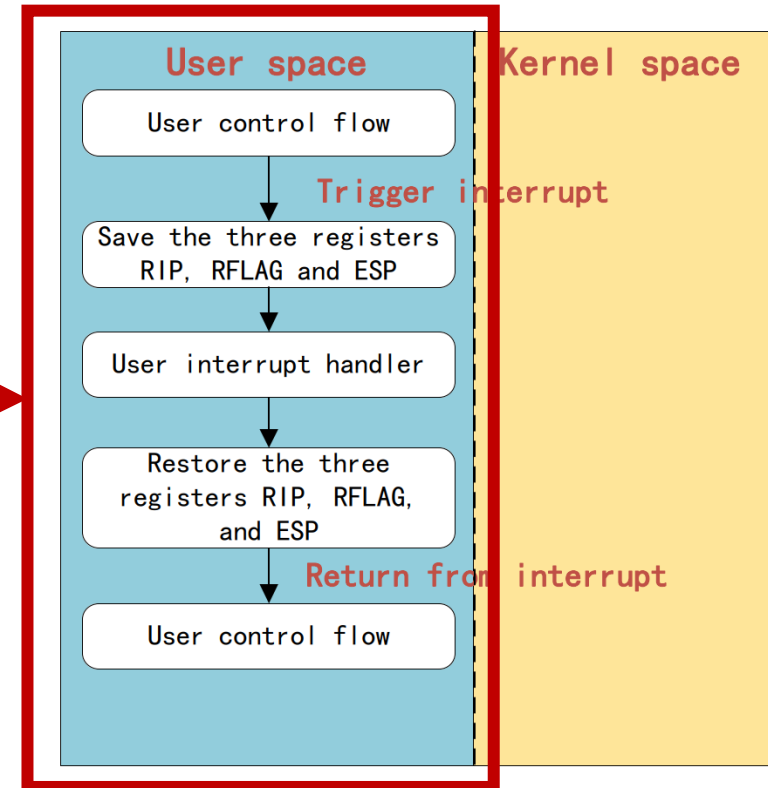 User space
Kernel space
User control flow
Trigger interrupt
Save the three registers
RIP, RFLAG and ESP
User interrupt handler
Restore the three
registers RIP, RFLAG,
and ESP
Return from interrupt
User control flow